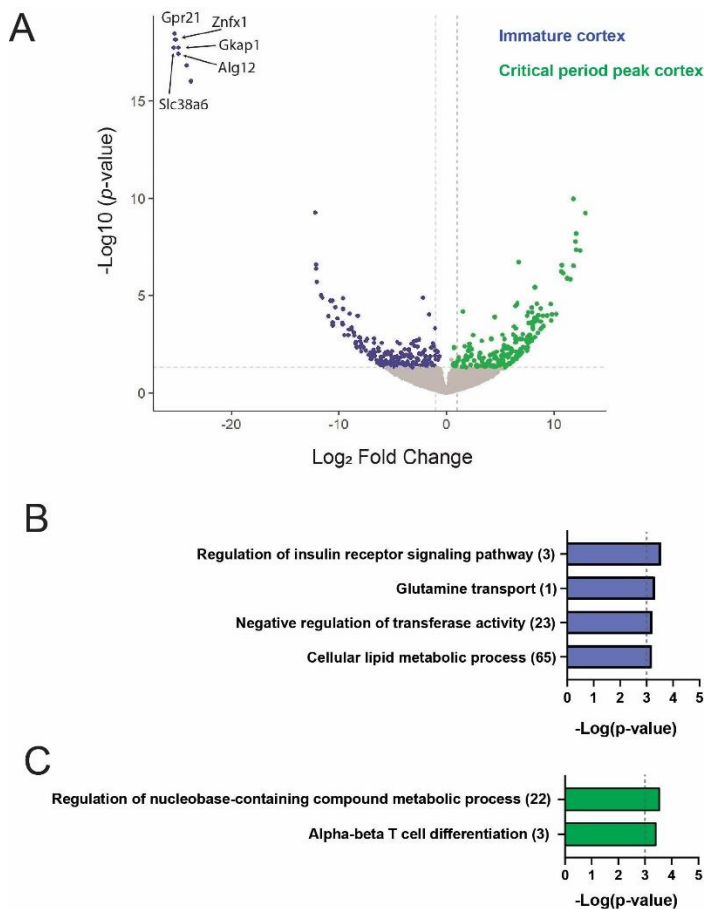 A
Gpr21
Znfx1
Gkap1
Alg12
Slc38a6
Immature cortex
Critical period peak cortex
-Log10 (p-value)
15
10
5
0
-20
-10
0
10
Log₂ Fold Change
B
Regulation of insulin receptor signaling pathway (3)
Glutamine transport (1)
Negative regulation of transferase activity (23)
Cellular lipid metabolic process (65)
0 1 2 3 4 5
-Log(p-value)
C
Regulation of nucleobase-containing compound metabolic process (22)
Alpha-beta T cell differentiation (3)
0 1 2 3 4 5
-Log(p-value)